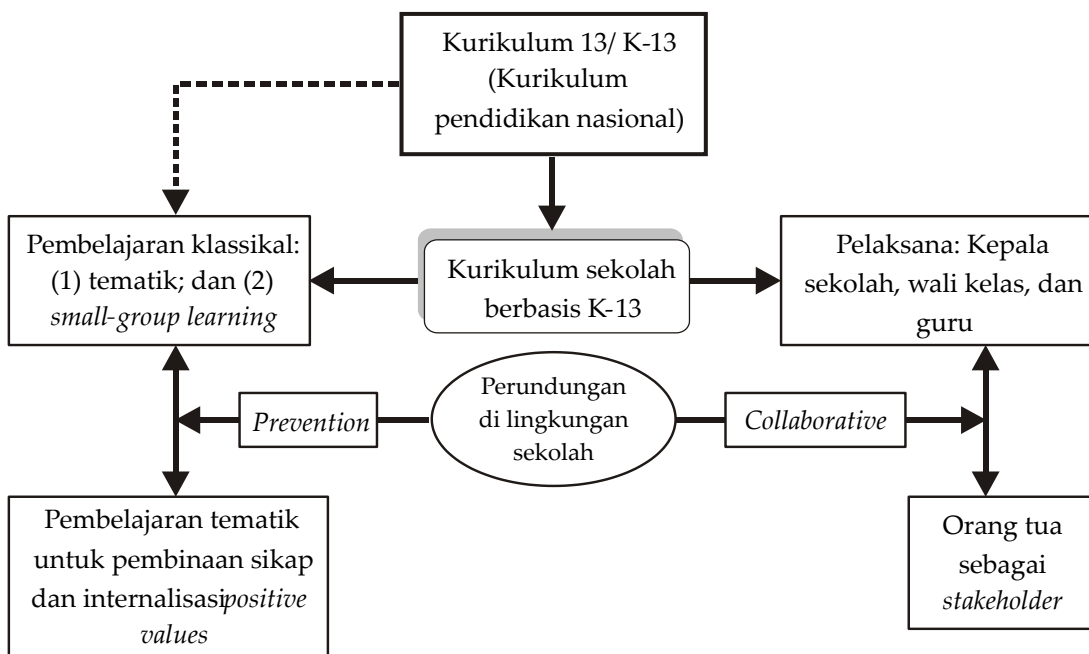 Kurikulum 13/ K-13
(Kurikulum
pendidikan nasional)
Pembelajaran klassikal:
(1) tematik; dan (2)
small-group learning
Kurikulum sekolah
berbasis K-13
Pelaksana: Kepala
sekolah, wali kelas, dan
guru
Prevention
Perundungan
di lingkungan
sekolah
Collaborative
Pembelajaran tematik
untuk pembinaan sikap
dan internalisasipositive
values
Orang tua
sebagai
stakeholder